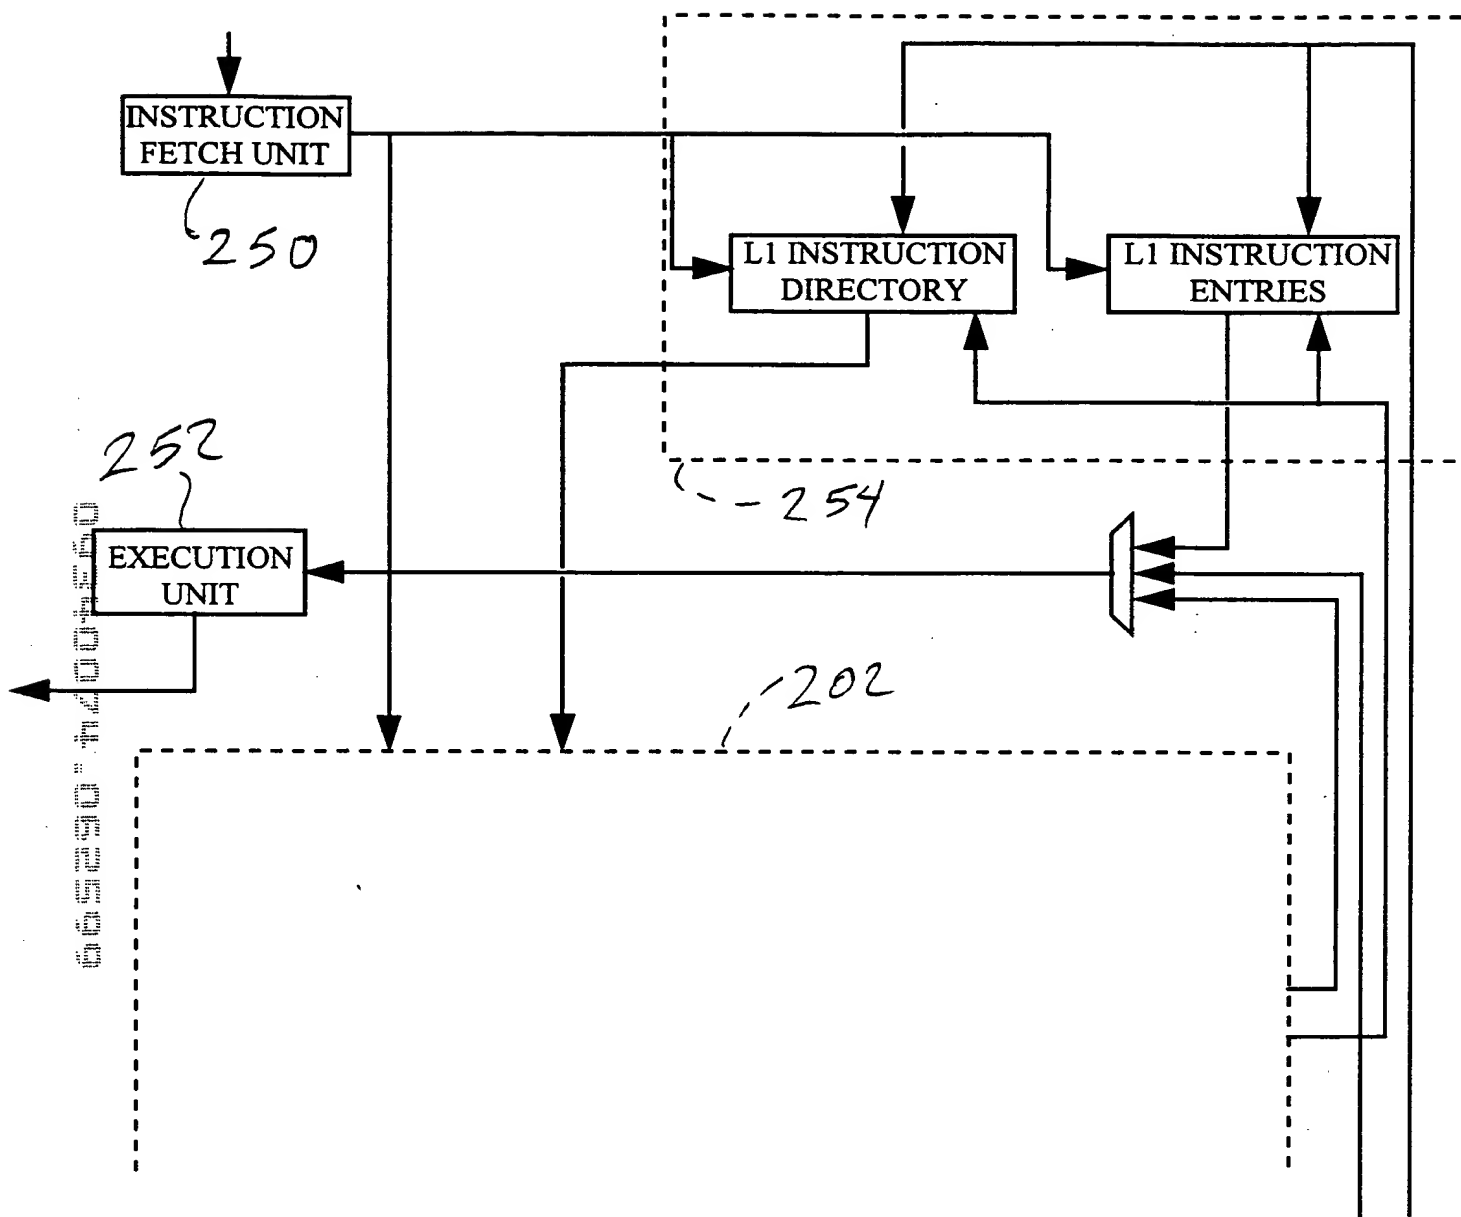 INSTRUCTION
FETCH UNIT
250
L1 INSTRUCTION
DIRECTORY
L1 INSTRUCTION
ENTRIES
252
254
EXECUTION
UNIT
202